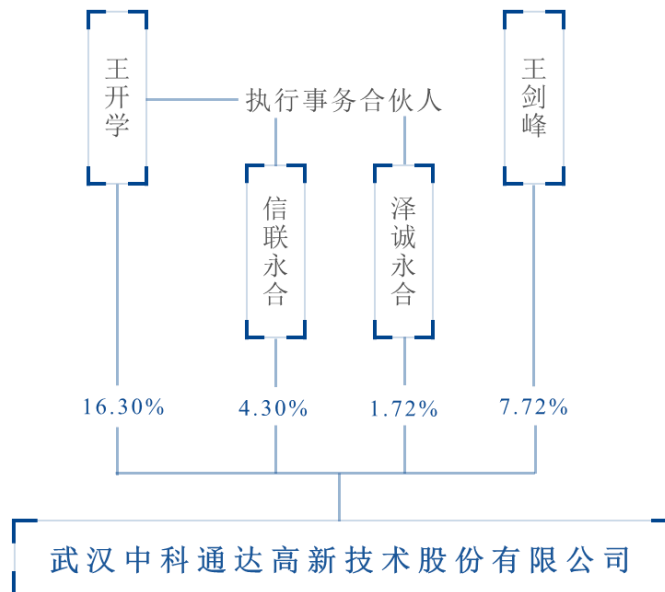 王开学
执行事务合伙人
王剑峰
信联永合
泽诚永合
16.30%
4.30%
1.72%
7.72%
武汉中科通达高新技术股份有限公司